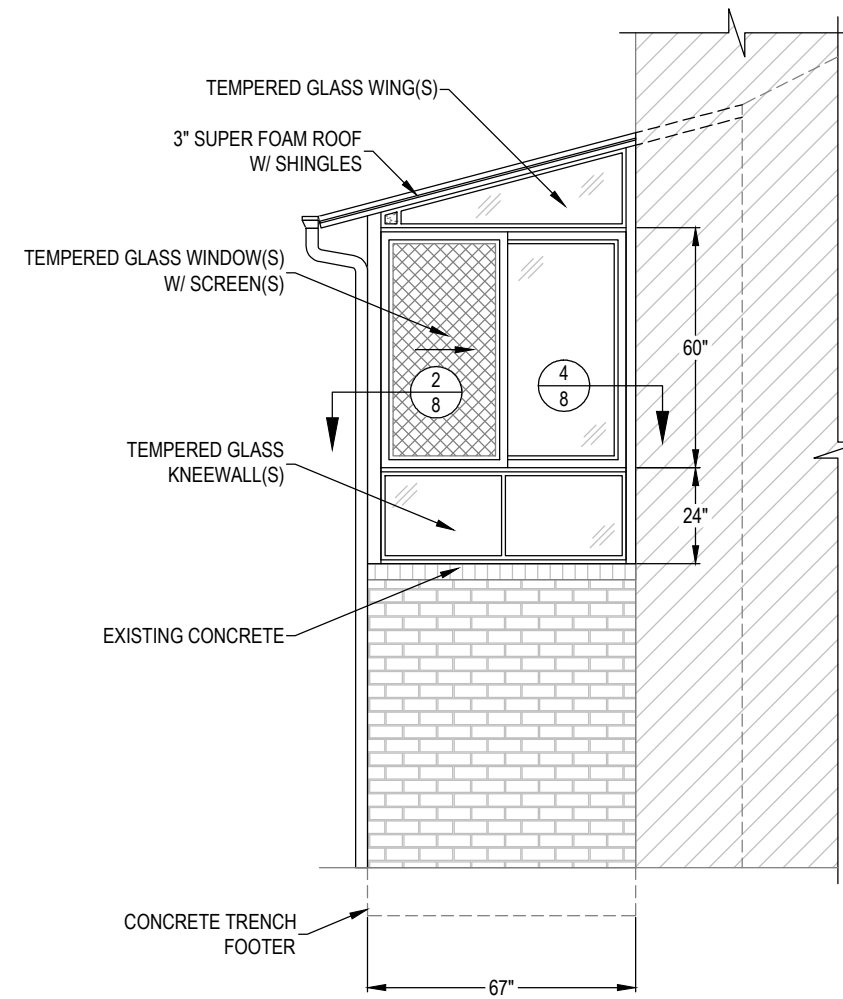 TEMPERED GLASS WING(S)
3" SUPER FOAM ROOF
W/ SHINGLES
TEMPERED GLASS WINDOW(S)
W/ SCREEN(S)
60"
2
8
4
8
TEMPERED GLASS
KNEEWALL(S)
24"
EXISTING CONCRETE
CONCRETE TRENCH
FOOTER
67"